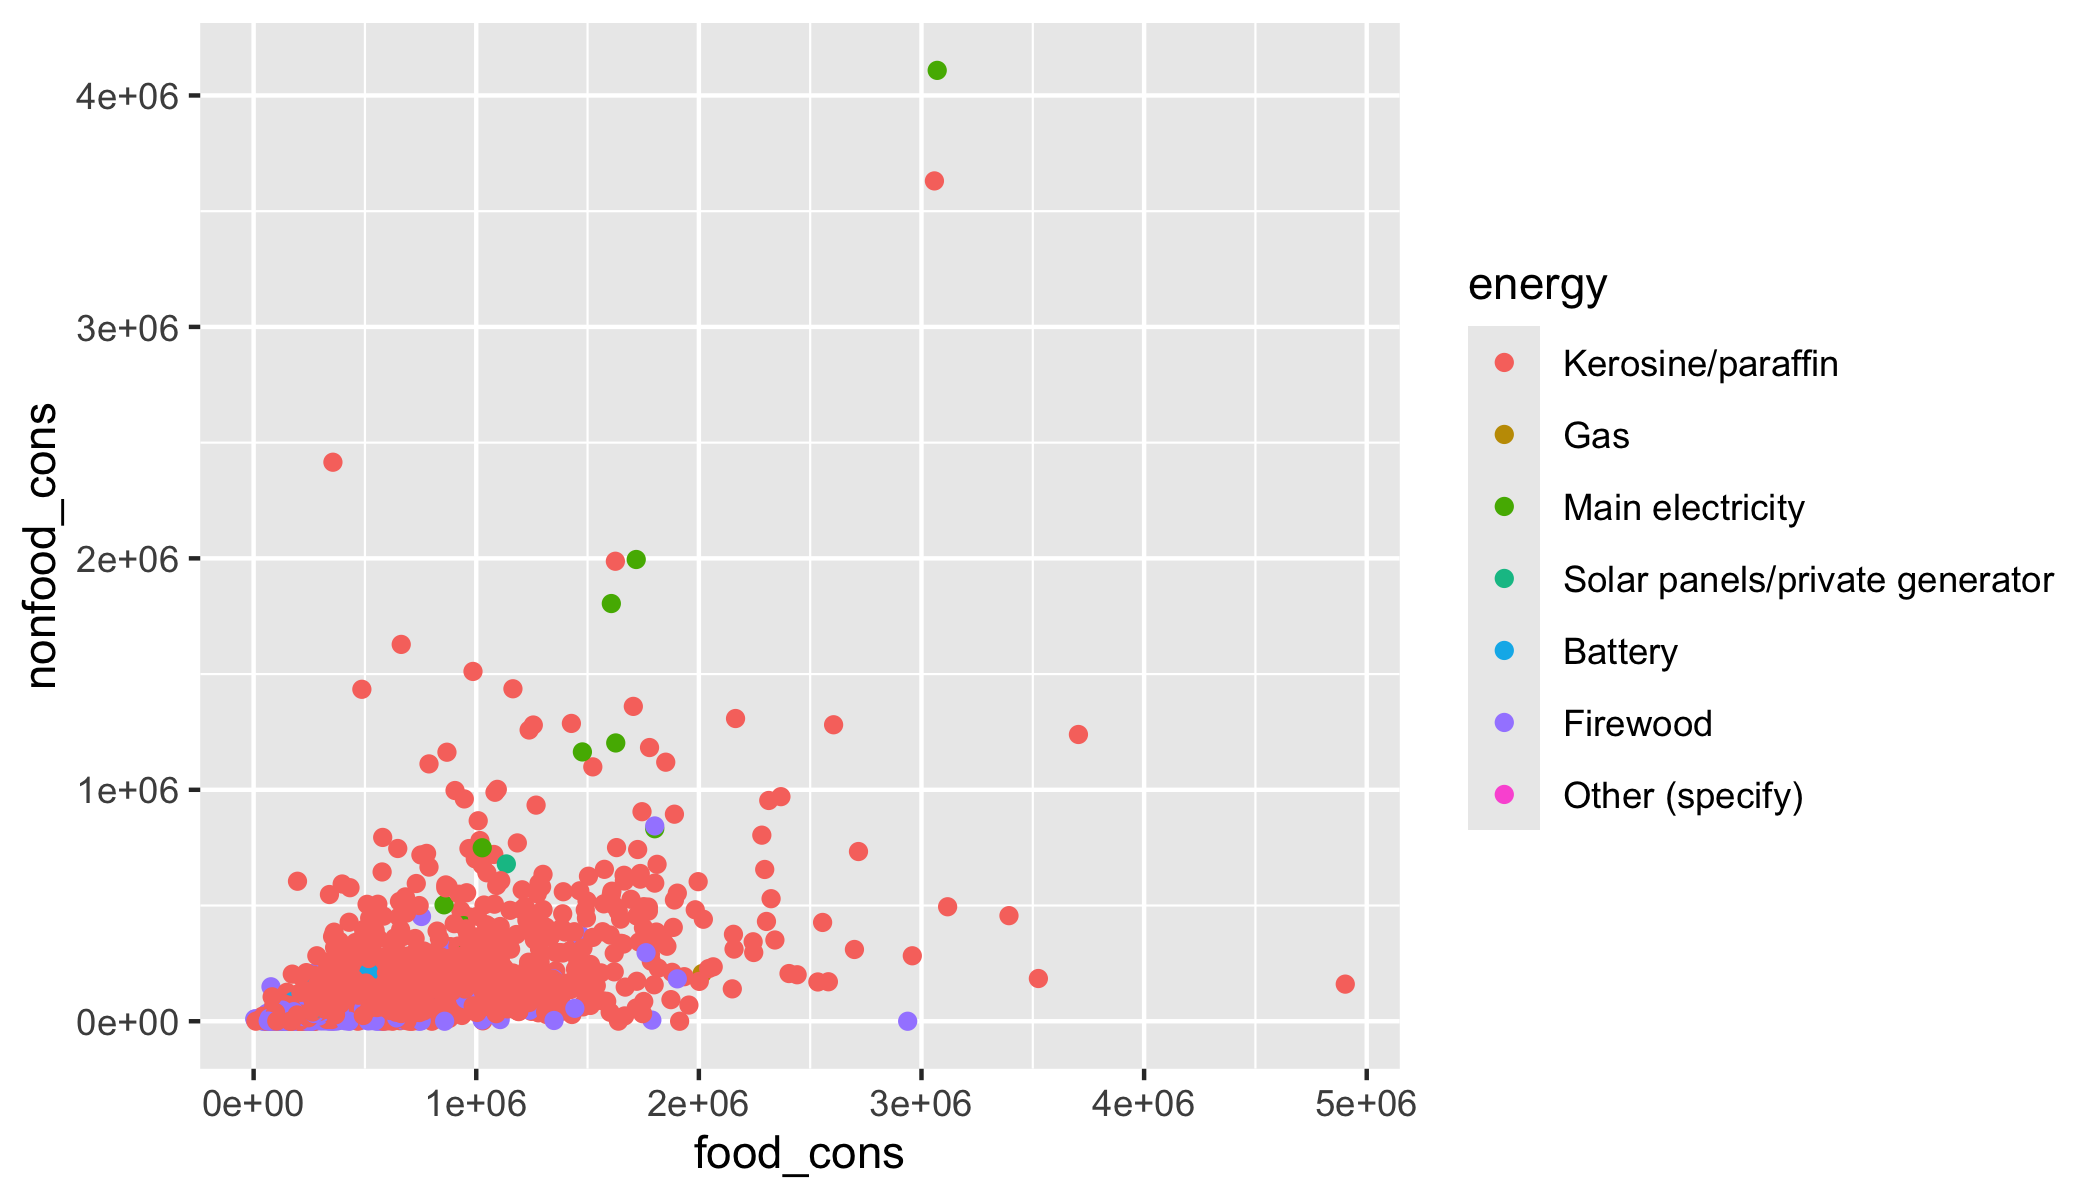 4e+06
3e+06
2e+06
1e+06
0e+00
nonfood_cons
0e+00 1e+06 2e+06 3e+06 4e+06 5e+06
food_cons
energy
Kerosine/paraffin
Gas
Main electricity
Solar panels/private generator
Battery
Firewood
Other (specify)